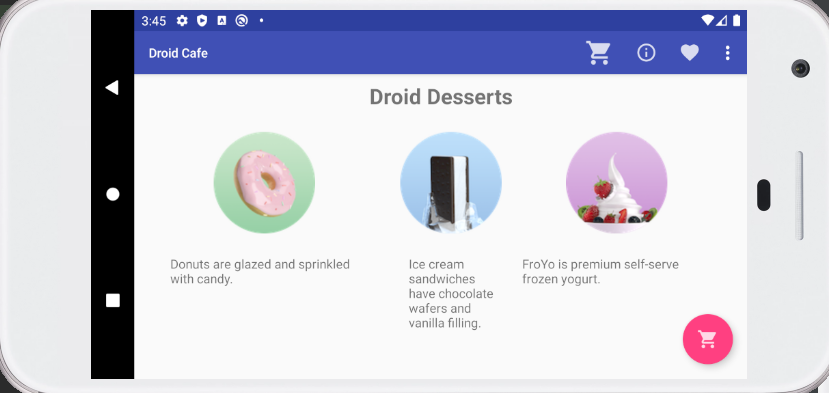 3:45
Droid Cafe
Droid Desserts
Donuts are glazed and sprinkled
with candy.
Ice cream
sandwiches
have chocolate
wafers and
vanilla filling.
FroYo is premium self-serve
frozen yogurt.